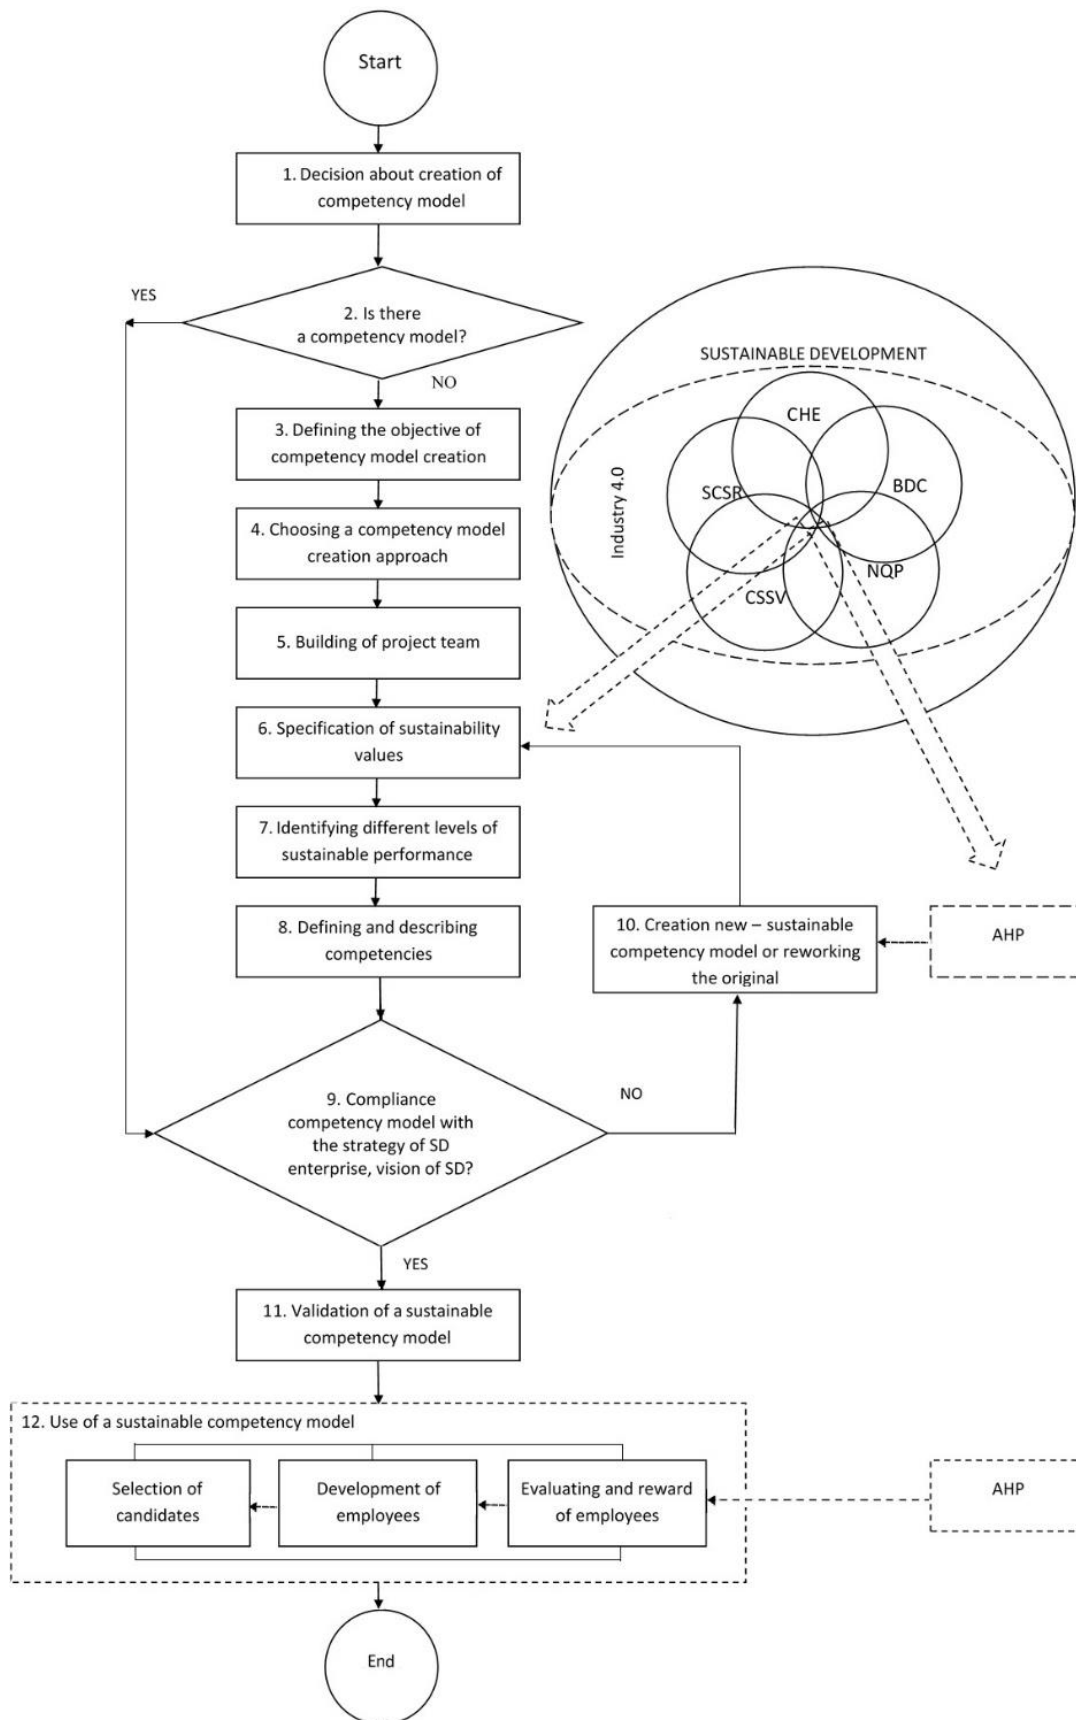 Start
1. Decision about creation of
competency model
YES
2. Is there
a competency model?
NO
SUSTAINABLE DEVELOPMENT
CHE
SCSR
BDC
Industry 4.0
NQP
CSSV
3. Defining the objective of
competency model creation
4. Choosing a competency model
creation approach
5. Building of project team
6. Specification of sustainability
values
7. Identifying different levels of
sustainable performance
8. Defining and describing
competencies
10. Creation new – sustainable
competency model or reworking
the original
AHP
9. Compliance
competency model with
the strategy of SD
enterprise, vision of SD?
NO
YES
11. Validation of a sustainable
competency model
12. Use of a sustainable competency model
Selection of
candidates
Development of
employees
Evaluating and reward
of employees
AHP
End